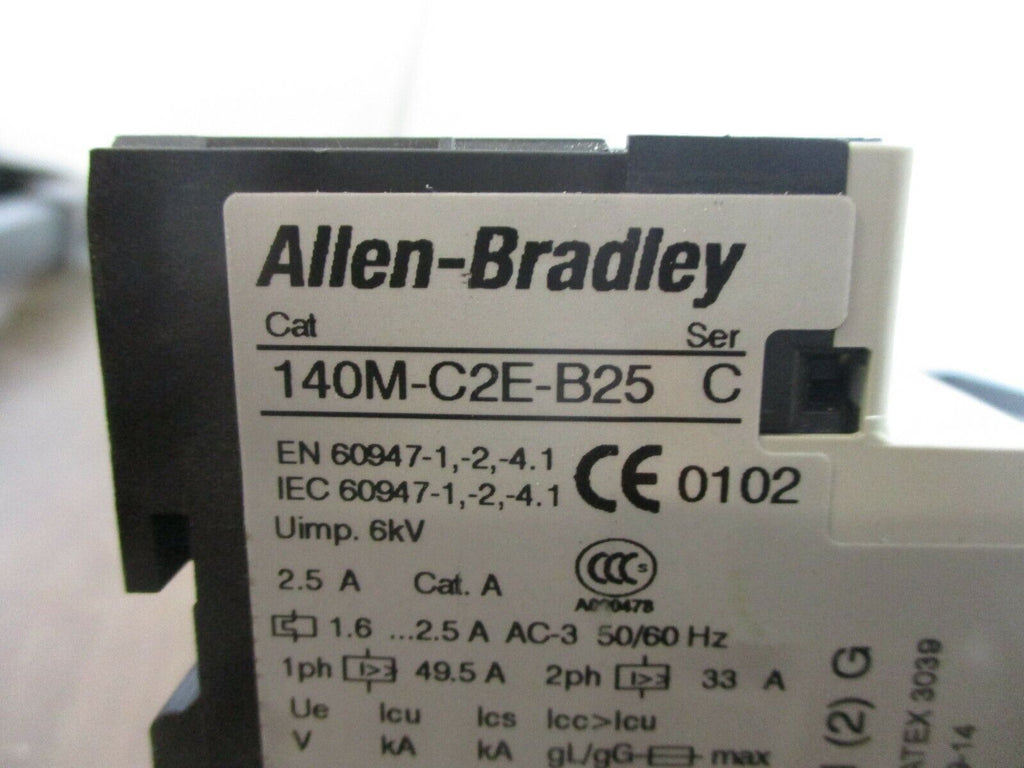 Allen-Bradley
Cat Ser
140M-C2E-B25 C
EN 60947-1,-2,-4.1
IEC 60947-1,-2,-4.1
CE 0102
Uimp. 6kV
CCC S
2.5 A Cat. A
1.6 ...2.5 A AC-3 50/60 Hz
1ph I>> 49.5 A 2ph I>> 33 A
Ue Icu Ics Icc>Icu
V kA kA gL/gG max
(2) G
ATEX 3039